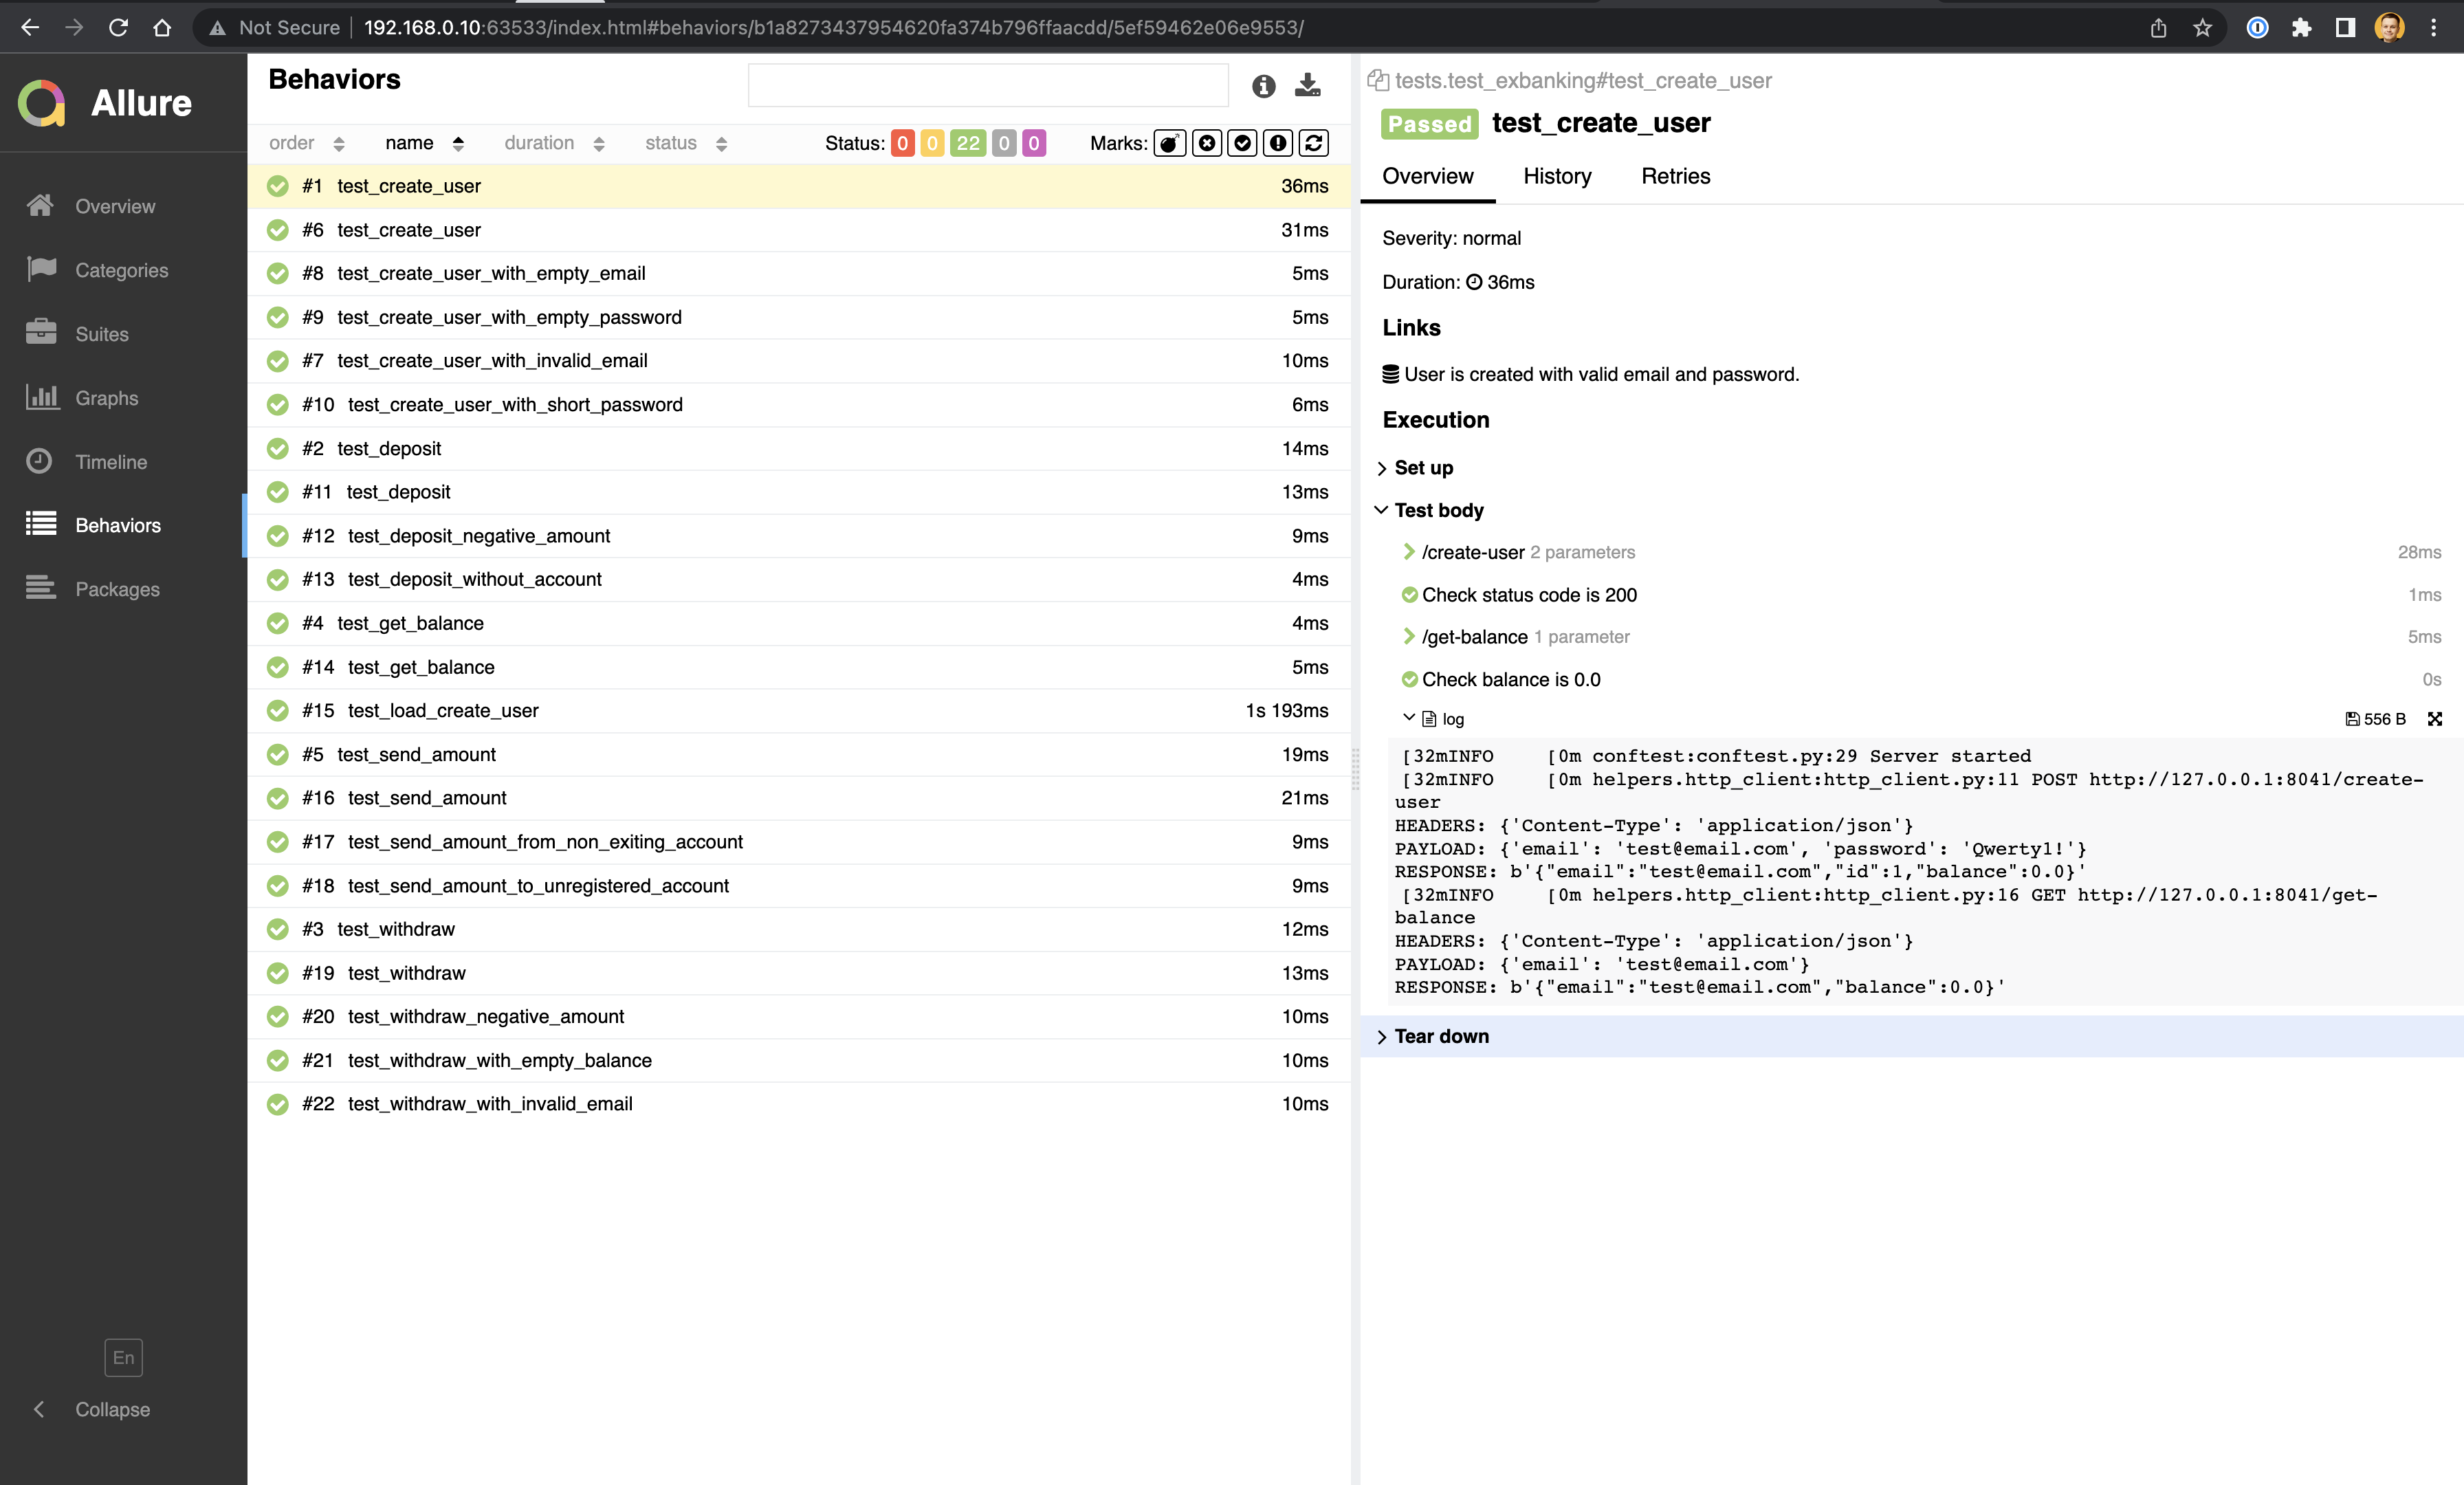 Not Secure | 192.168.0.10:63533/index.html#behaviors/b1a8273437954620fa374b796ffaacdd/5ef59462e06e9553/
Allure
Overview
Categories
Suites
Graphs
Timeline
Behaviors
Packages
En
Collapse
Behaviors
order name duration status Status: 0 0 22 0 0 Marks:
#1 test_create_user 36ms
#6 test_create_user 31ms
#8 test_create_user_with_empty_email 5ms
#9 test_create_user_with_empty_password 5ms
#7 test_create_user_with_invalid_email 10ms
#10 test_create_user_with_short_password 6ms
#2 test_deposit 14ms
#11 test_deposit 13ms
#12 test_deposit_negative_amount 9ms
#13 test_deposit_without_account 4ms
#4 test_get_balance 4ms
#14 test_get_balance 5ms
#15 test_load_create_user 1s 193ms
#5 test_send_amount 19ms
#16 test_send_amount 21ms
#17 test_send_amount_from_non_exiting_account 9ms
#18 test_send_amount_to_unregistered_account 9ms
#3 test_withdraw 12ms
#19 test_withdraw 13ms
#20 test_withdraw_negative_amount 10ms
#21 test_withdraw_with_empty_balance 10ms
#22 test_withdraw_with_invalid_email 10ms
tests.test_exbanking#test_create_user
Passed test_create_user
Overview History Retries
Severity: normal
Duration: 36ms
Links
User is created with valid email and password.
Execution
Set up
Test body
/create-user 2 parameters 28ms
Check status code is 200 1ms
/get-balance 1 parameter 5ms
Check balance is 0.0 0s
log 556 B
[32mINFO     [0m conftest:conftest.py:29 Server started
[32mINFO     [0m helpers.http_client:http_client.py:11 POST http://127.0.0.1:8041/create-
user
HEADERS: {'Content-Type': 'application/json'}
PAYLOAD: {'email': 'test@email.com', 'password': 'Qwerty1!'}
RESPONSE: b'{"email":"test@email.com","id":1,"balance":0.0}'
[32mINFO     [0m helpers.http_client:http_client.py:16 GET http://127.0.0.1:8041/get-
balance
HEADERS: {'Content-Type': 'application/json'}
PAYLOAD: {'email': 'test@email.com'}
RESPONSE: b'{"email":"test@email.com","balance":0.0}'
Tear down